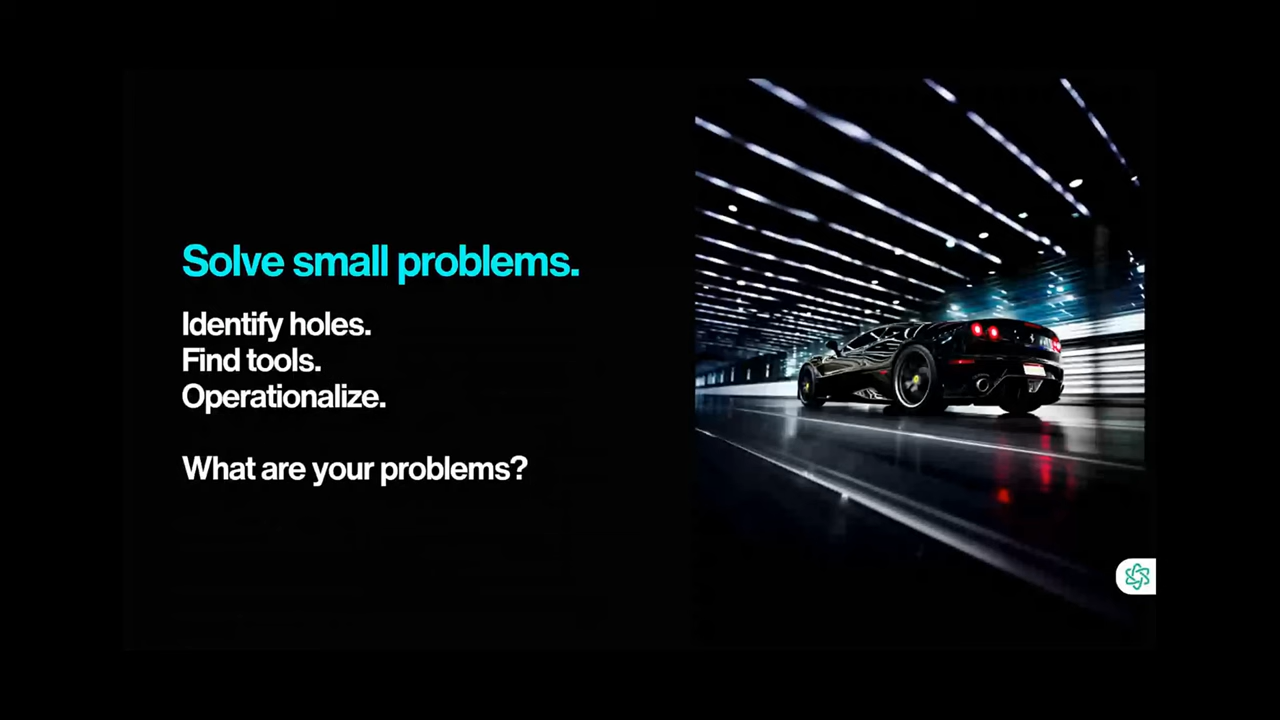 Solve small problems.
Identify holes.
Find tools.
Operationalize.
What are your problems?